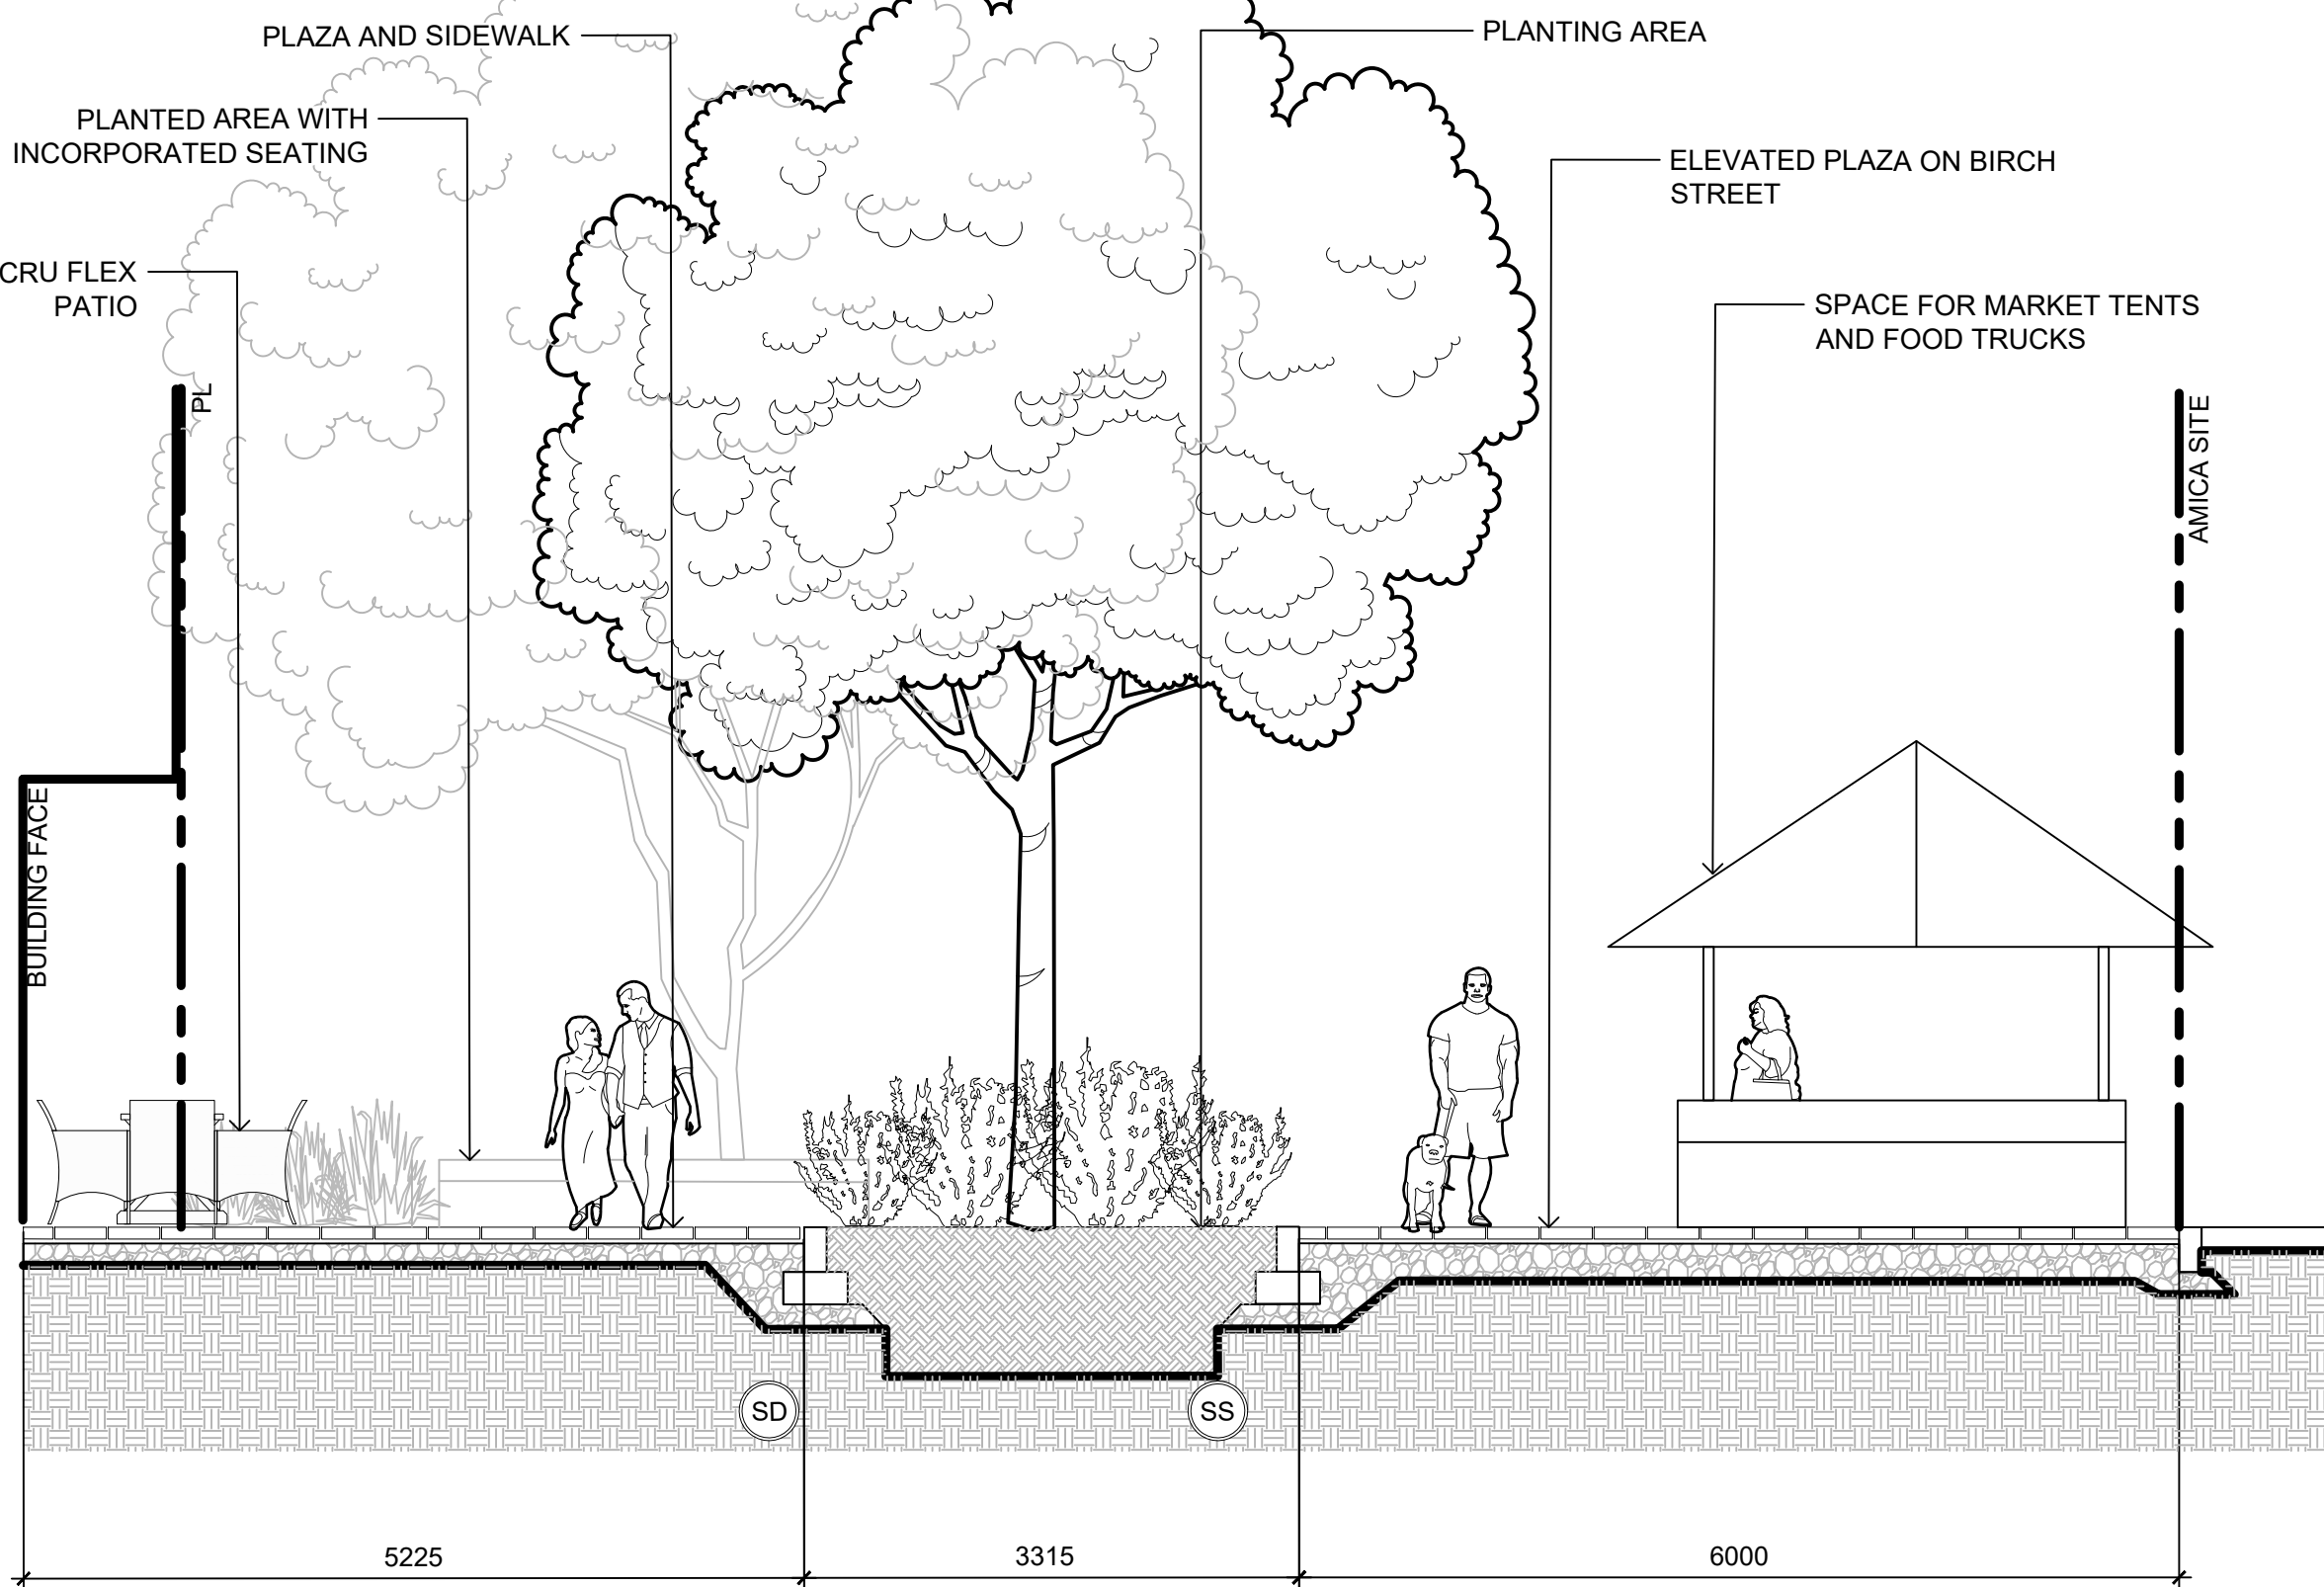 PLAZA AND SIDEWALK
PLANTING AREA
PLANTED AREA WITH
INCORPORATED SEATING
ELEVATED PLAZA ON BIRCH
STREET
CRU FLEX
PATIO
SPACE FOR MARKET TENTS
AND FOOD TRUCKS
PL
AMICA SITE
BUILDING FACE
SD
SS
5225
3315
6000